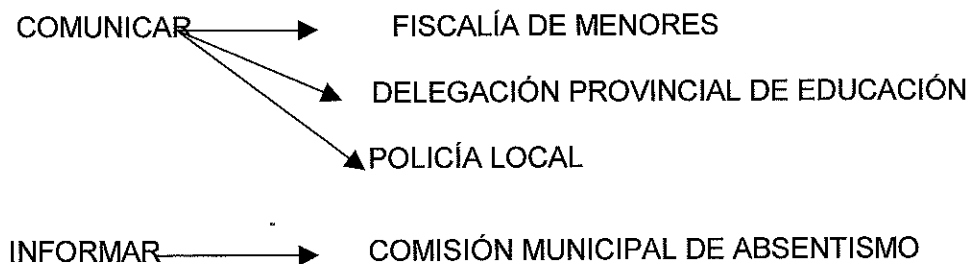 COMUNICAR FISCALÍA DE MENORES
DELEGACIÓN PROVINCIAL DE EDUCACIÓN
POLICÍA LOCAL
INFORMAR COMISIÓN MUNICIPAL DE ABSENTISMO